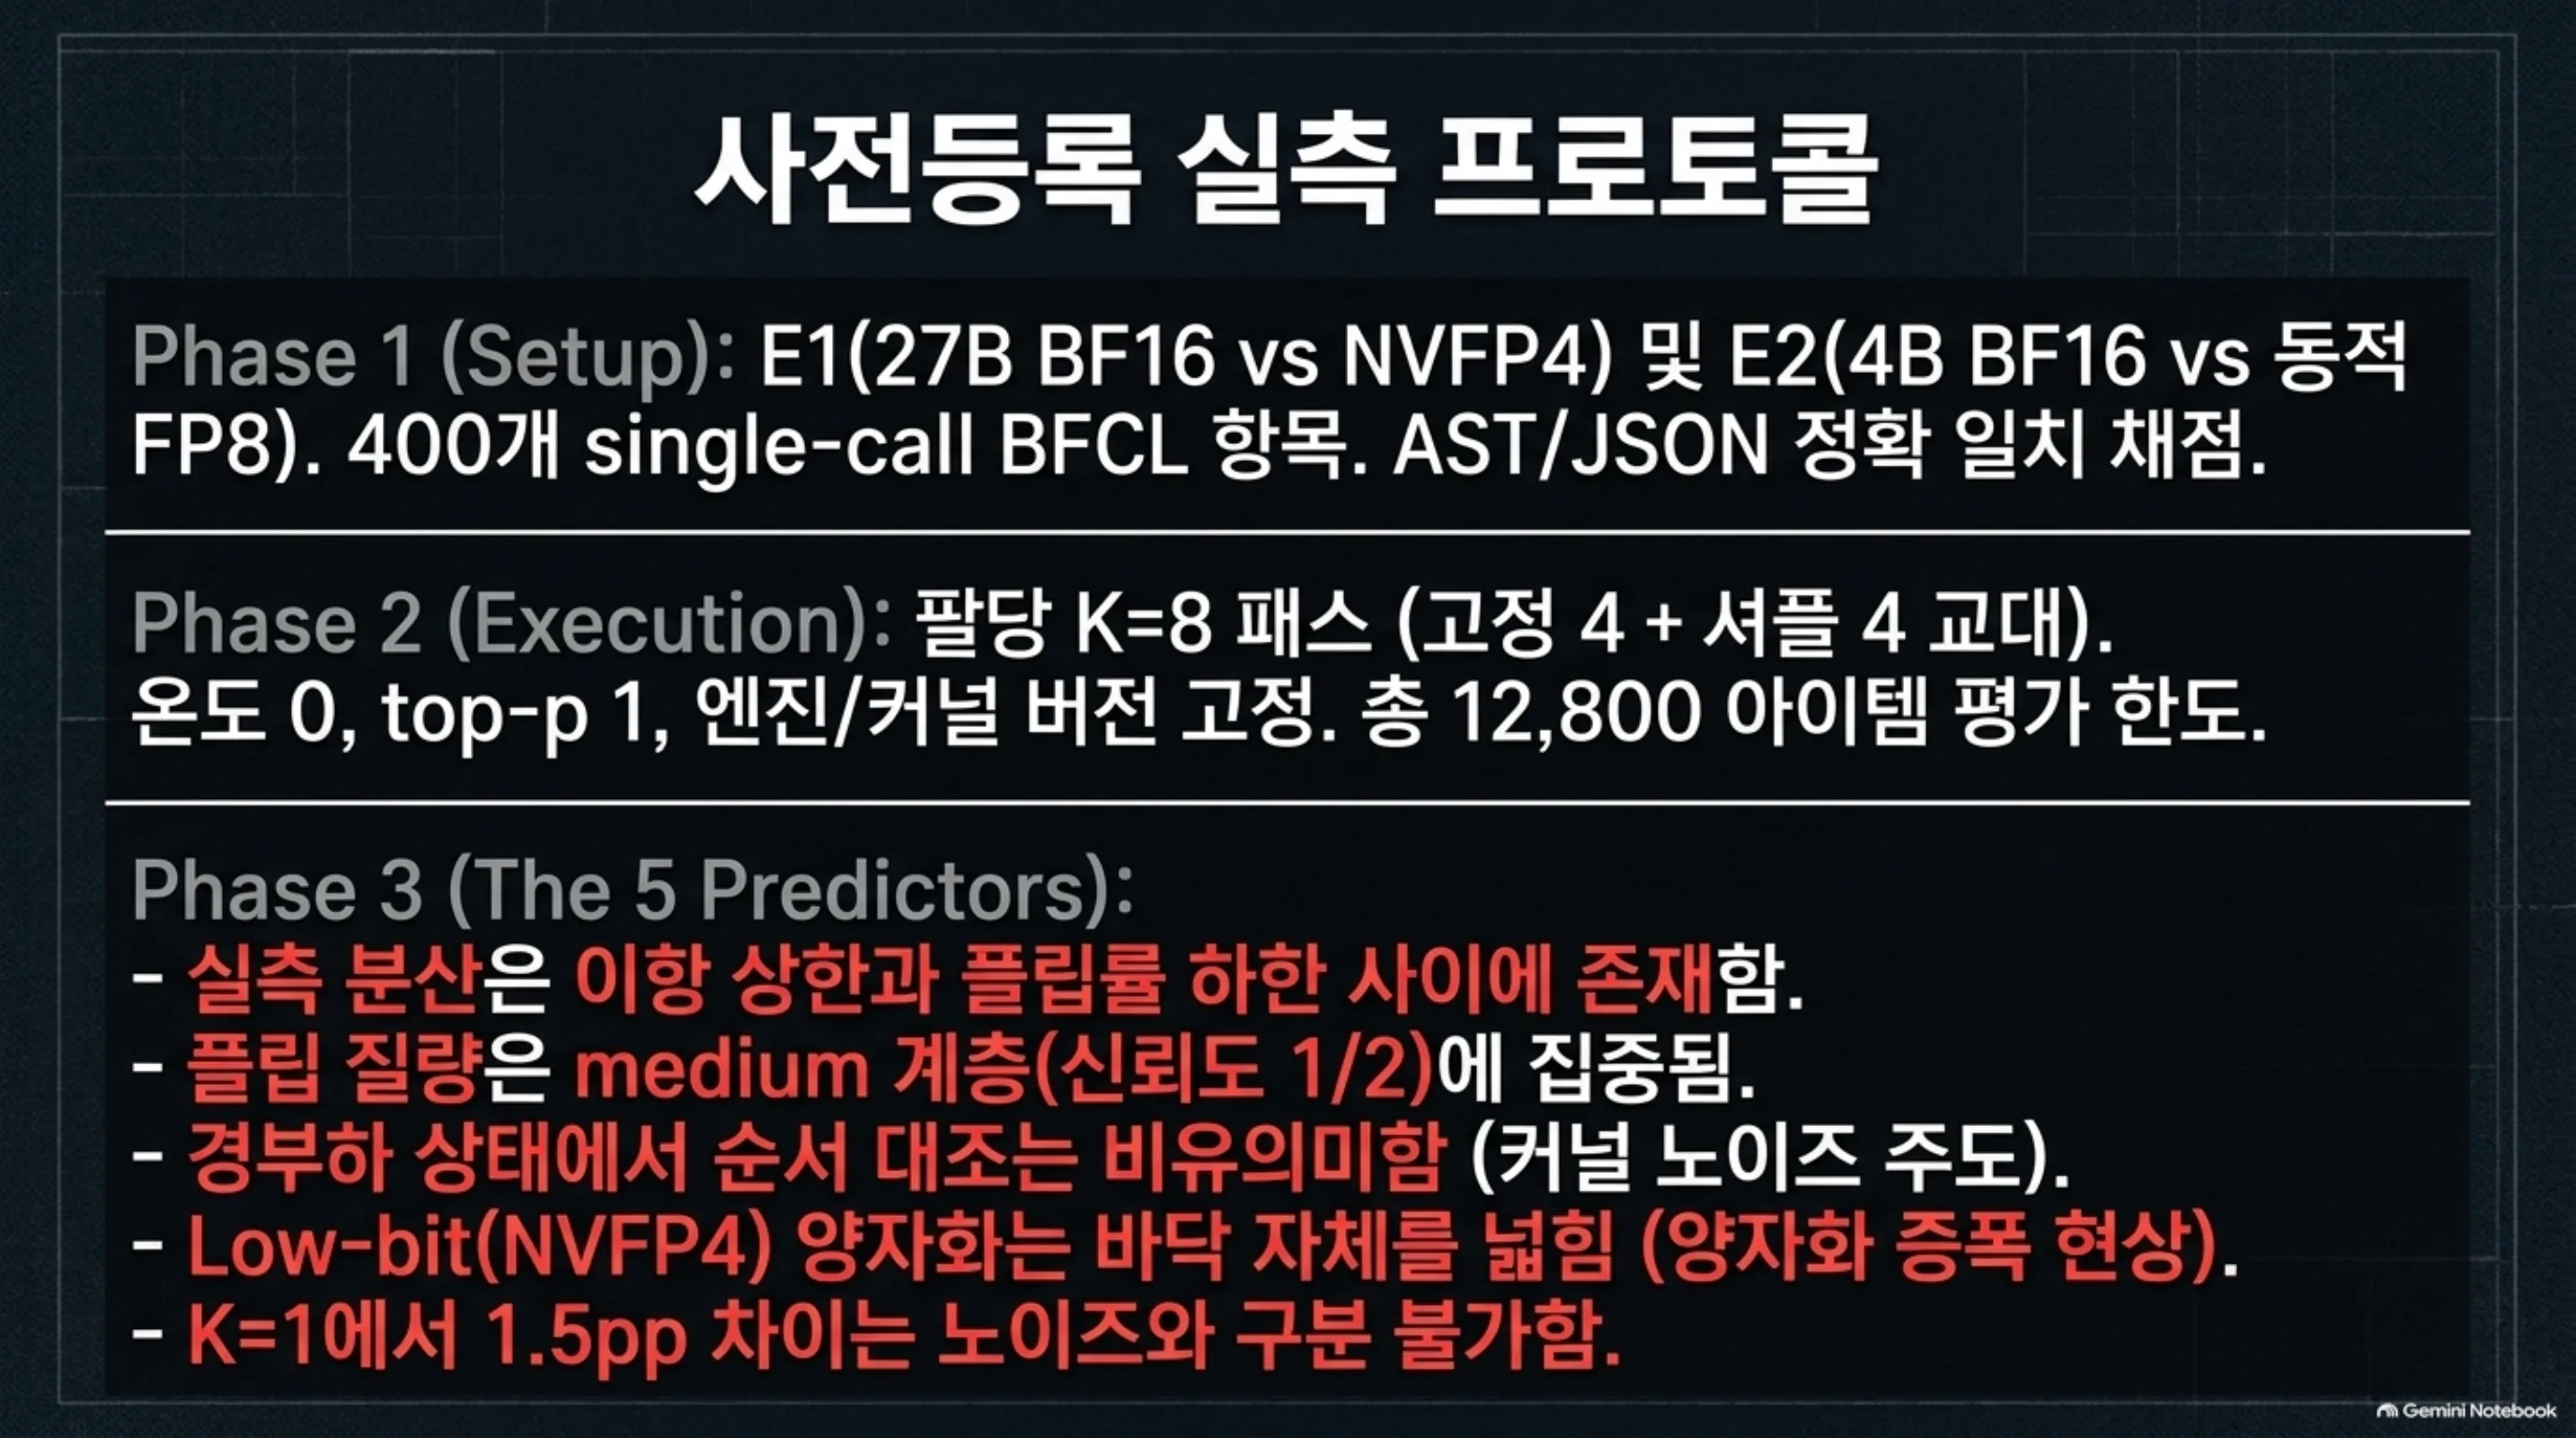 사전등록 실측 프로토콜
Phase 1 (Setup): E1(27B BF16 vs NVFP4) 및 E2(4B BF16 vs 동적
FP8). 400개 single-call BFCL 항목. AST/JSON 정확 일치 채점.
Phase 2 (Execution): 팔당 K=8 패스 (고정 4 + 셔플 4 교대).
온도 0, top-p 1, 엔진/커널 버전 고정. 총 12,800 아이템 평가 한도.
Phase 3 (The 5 Predictors):
- 실측 분산은 이항 상한과 플립률 하한 사이에 존재함.
- 플립 질량은 medium 계층(신뢰도 1/2)에 집중됨.
- 경부하 상태에서 순서 대조는 비유의미함 (커널 노이즈 주도).
- Low-bit(NVFP4) 양자화는 바닥 자체를 넓힘 (양자화 증폭 현상).
- K=1에서 1.5pp 차이는 노이즈와 구분 불가함.
Gemini Notebook